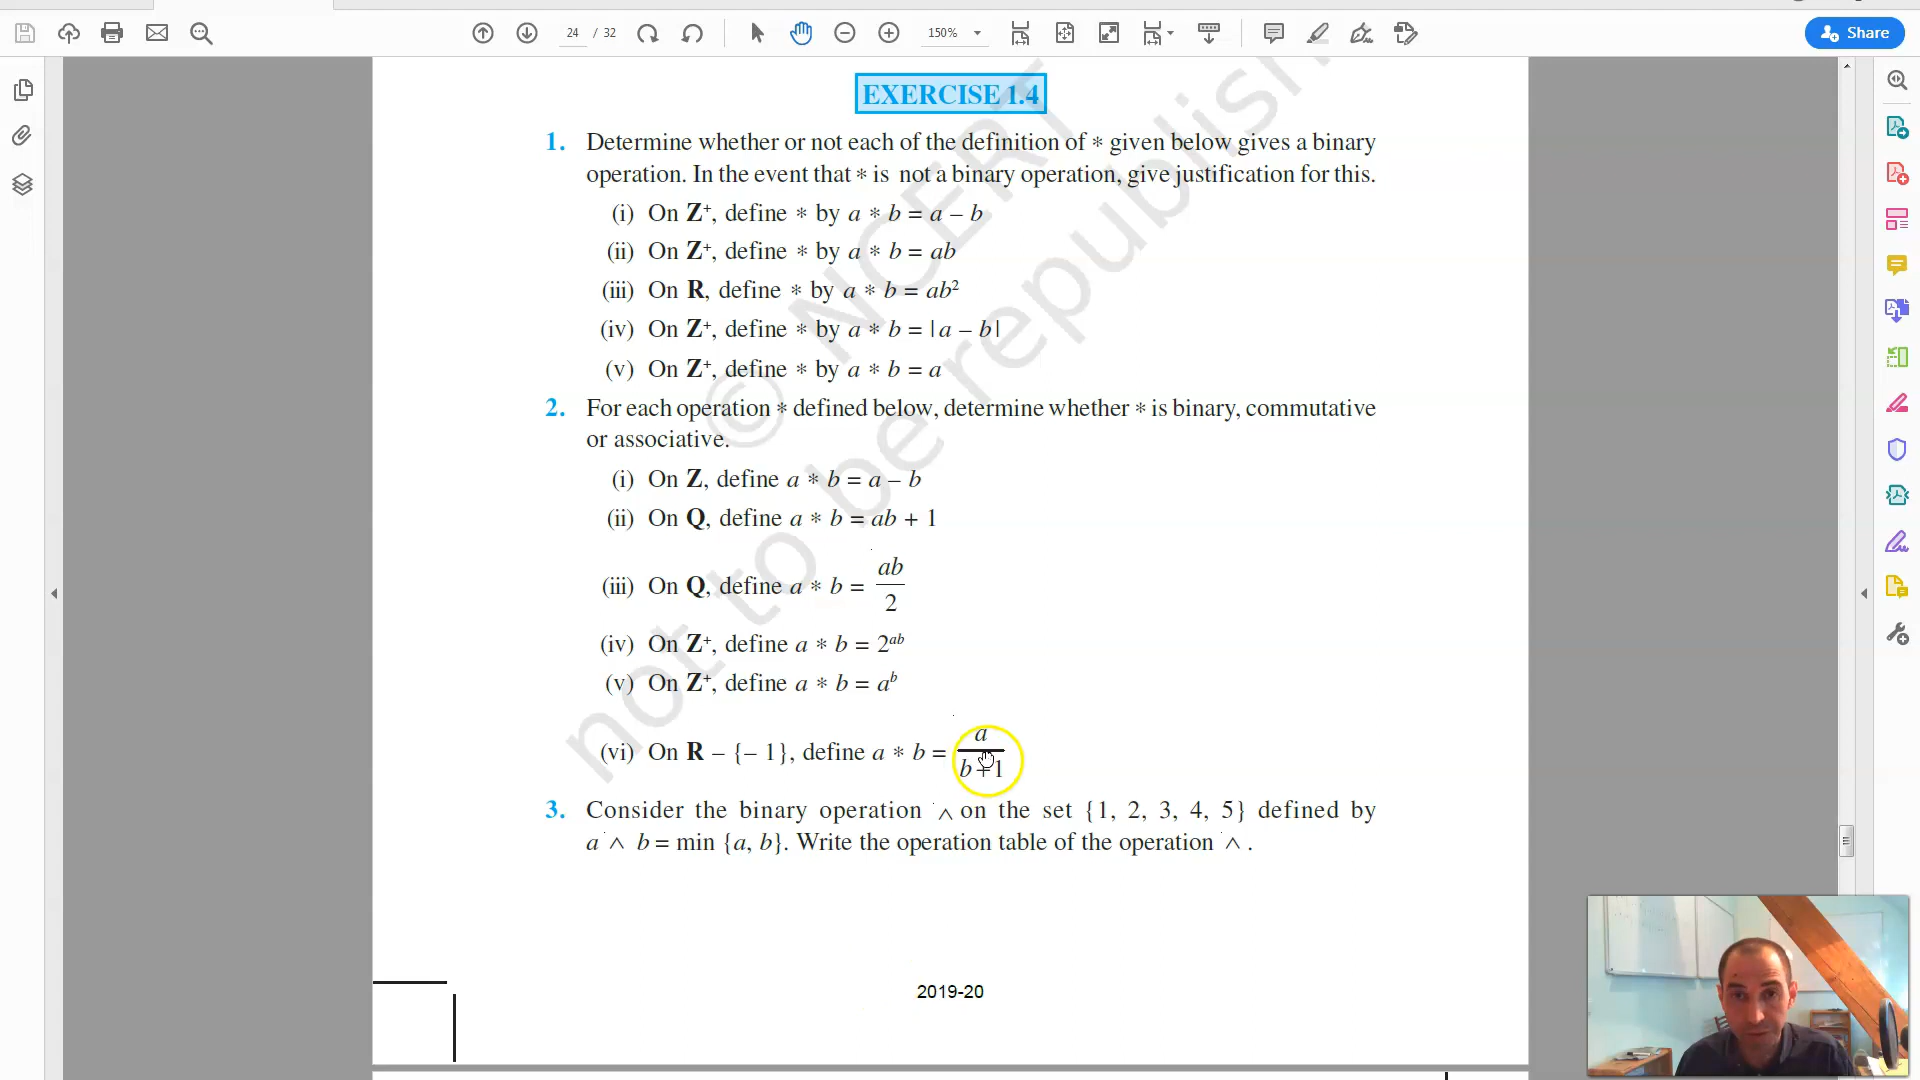 24 / 32
150%
Share
EXERCISE 1.4
1. Determine whether or not each of the definition of ∗ given below gives a binary
operation. In the event that ∗ is not a binary operation, give justification for this.
(i) On Z⁺, define ∗ by a ∗ b = a – b
(ii) On Z⁺, define ∗ by a ∗ b = ab
(iii) On R, define ∗ by a ∗ b = ab²
(iv) On Z⁺, define ∗ by a ∗ b = |a – b|
(v) On Z⁺, define ∗ by a ∗ b = a
2. For each operation ∗ defined below, determine whether ∗ is binary, commutative
or associative.
(i) On Z, define a ∗ b = a – b
(ii) On Q, define a ∗ b = ab + 1
(iii) On Q, define a ∗ b = ab/2
(iv) On Z⁺, define a ∗ b = 2ᵃᵇ
(v) On Z⁺, define a ∗ b = aᵇ
(vi) On R – {– 1}, define a ∗ b = a/b+1
3. Consider the binary operation ∧ on the set {1, 2, 3, 4, 5} defined by
a ∧ b = min {a, b}. Write the operation table of the operation ∧ .
2019-20
© NCERT
not to be republish